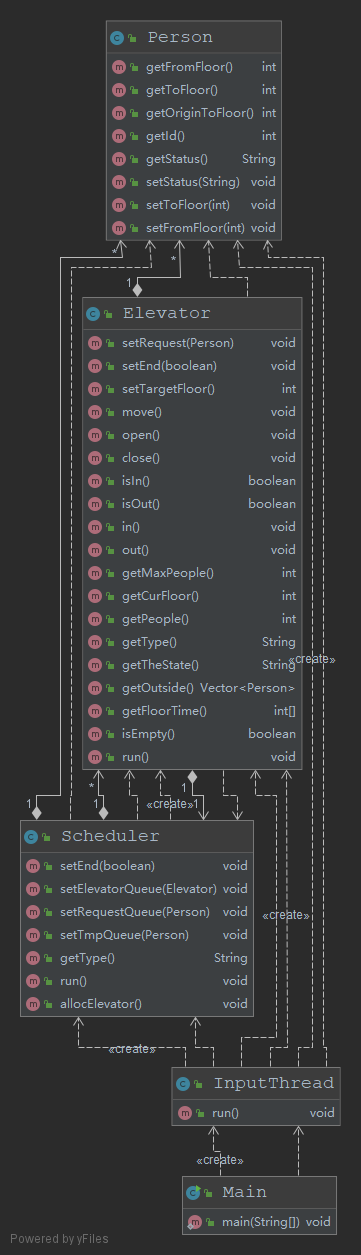 Person
getFromFloor() int
getToFloor() int
getOriginToFloor() int
getId() int
getStatus() String
setStatus(String) void
setToFloor(int) void
setFromFloor(int) void
* *
1
Elevator
setRequest(Person) void
setEnd(boolean) void
setTargetFloor() int
move() void
open() void
close() void
isIn() boolean
isOut() boolean
in() void
out() void
getMaxPeople() int
getCurFloor() int
getPeople() int
getType() String
getTheState() String
«create»
getOutside() Vector<Person>
getFloorTime() int[]
isEmpty() boolean
run() void
* 1
1 1 «create» 1
Scheduler
setEnd(boolean) void
setElevatorQueue(Elevator) void
setRequestQueue(Person) void
«create»
setTmpQueue(Person) void
getType() String
run() void
allocElevator() void
«create»
InputThread
run() void
«create»
Main
main(String[]) void
Powered by yFiles